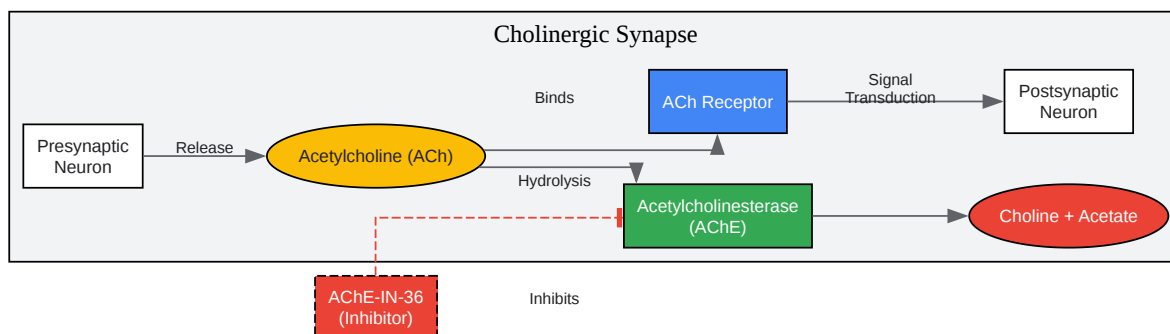 Cholinergic Synapse
Presynaptic
Neuron
Release
Acetylcholine (ACh)
Binds
Hydrolysis
ACh Receptor
Signal
Transduction
Postsynaptic
Neuron
Acetylcholinesterase
(AChE)
Choline + Acetate
AChE-IN-36
(Inhibitor)
Inhibits